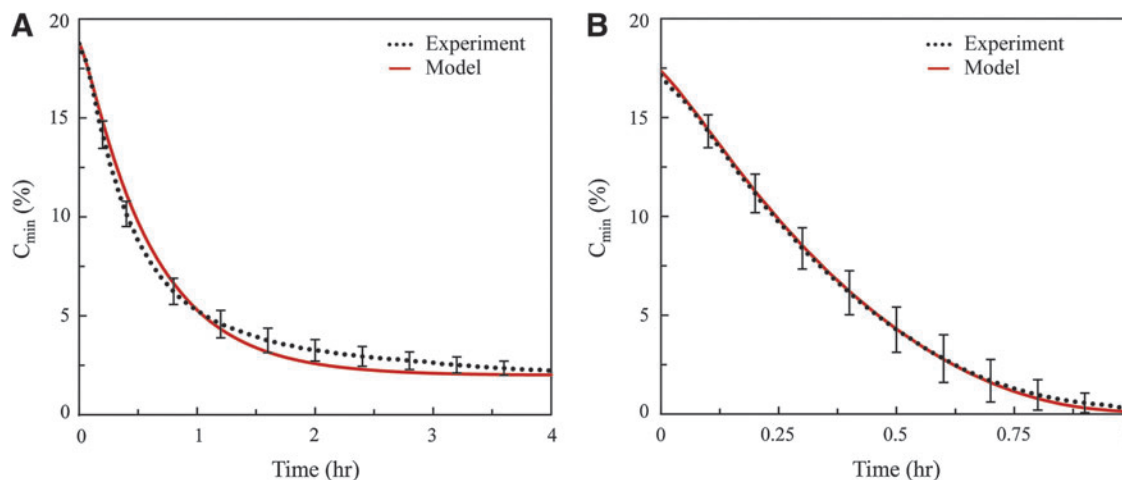 A
20
15
10
5
0
C_min (%)
Experiment
Model
0 1 2 3 4
Time (hr)
B
20
15
10
5
0
C_min (%)
Experiment
Model
0 0.25 0.5 0.75
Time (hr)